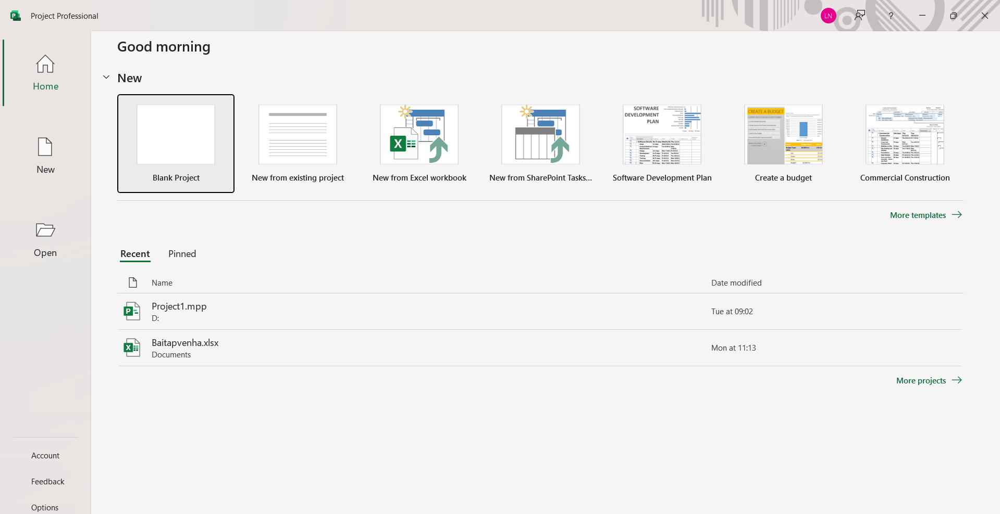 Project Professional
LN
?
Home
New
Open
Account
Feedback
Options
Good morning
New
Blank Project
New from existing project
New from Excel workbook
New from SharePoint Tasks...
SOFTWARE
DEVELOPMENT
PLAN
Software Development Plan
CREATE A BUDGET
Create a budget
Commercial Construction
More templates
Recent
Pinned
Name
Date modified
Project1.mpp
D:
Tue at 09:02
Baitapvenha.xlsx
Documents
Mon at 11:13
More projects